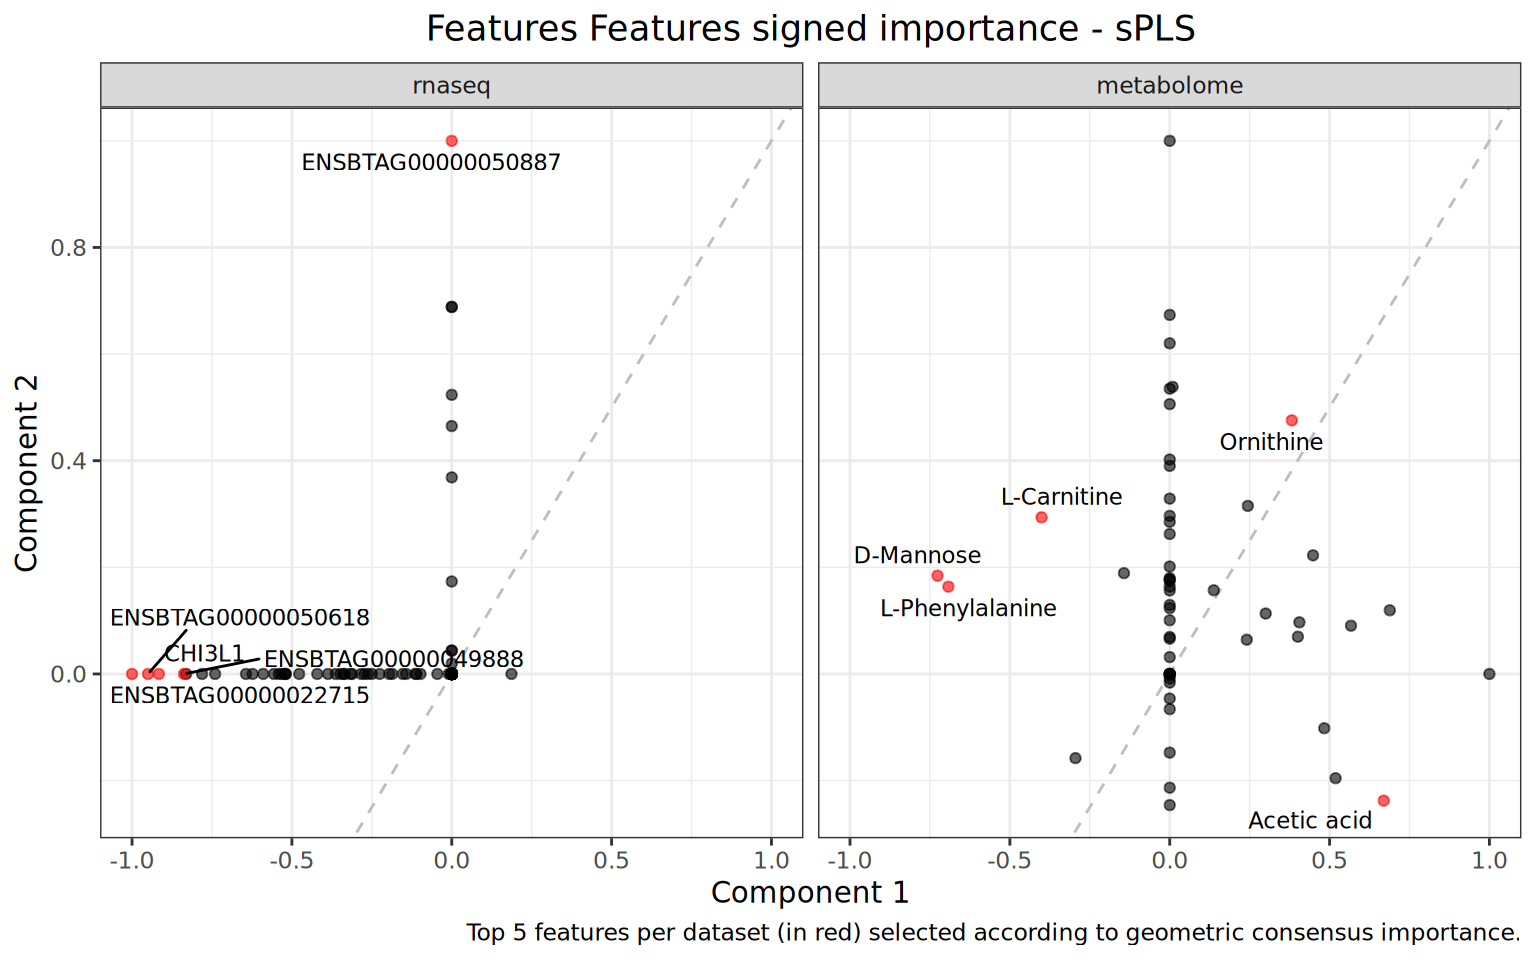 Features Features signed importance - sPLS
rnaseq
metabolome
Component 2
0.8
0.4
0.0
ENSBTAG00000050887
ENSBTAG00000050618
CHI3L1
ENSBTAG00000049888
ENSBTAG00000022715
Ornithine
L-Carnitine
D-Mannose
L-Phenylalanine
Acetic acid
-1.0 -0.5 0.0 0.5 1.0
-1.0 -0.5 0.0 0.5 1.0
Component 1
Top 5 features per dataset (in red) selected according to geometric consensus importance.